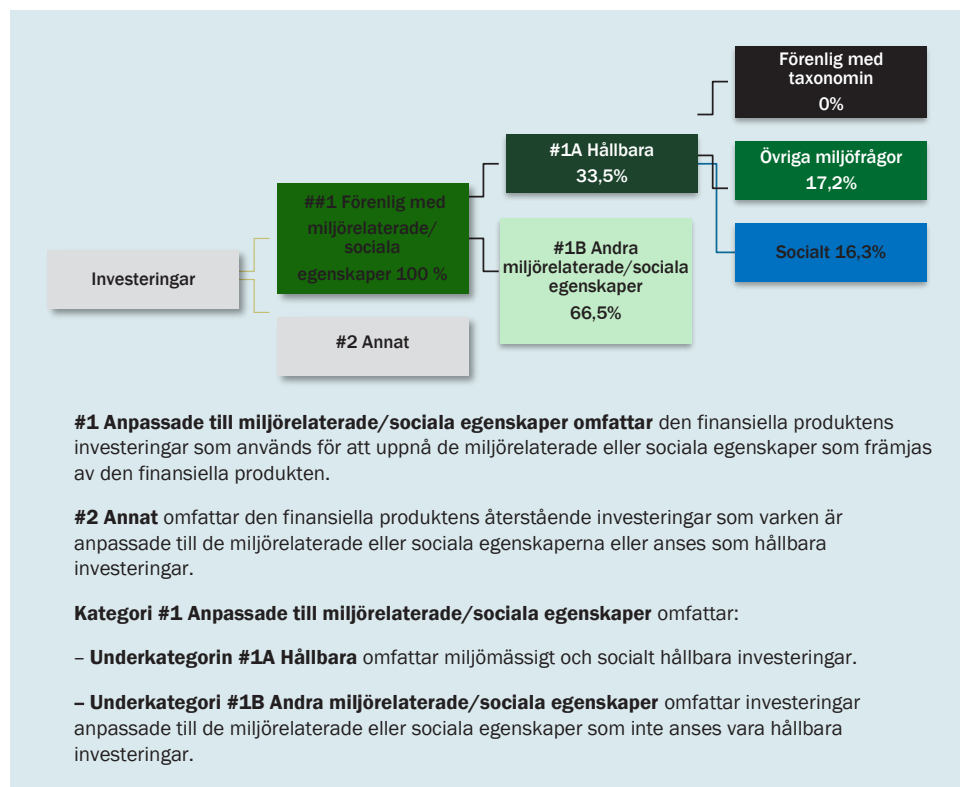 Investeringar
##1 Förenlig med
miljörelaterade/
sociala
egenskaper 100 %
#2 Annat
#1A Hållbara
33,5%
#1B Andra
miljörelaterade/sociala
egenskaper
66,5%
Förenlig med
taxonomin
0%
Övriga miljöfrågor
17,2%
Socialt 16,3%
#1 Anpassade till miljörelaterade/sociala egenskaper omfattar den finansiella produktens
investeringar som används för att uppnå de miljörelaterade eller sociala egenskaper som främjas
av den finansiella produkten.
#2 Annat omfattar den finansiella produktens återstående investeringar som varken är
anpassade till de miljörelaterade eller sociala egenskaperna eller anses som hållbara
investeringar.
Kategori #1 Anpassade till miljörelaterade/sociala egenskaper omfattar:
– Underkategorin #1A Hållbara omfattar miljömässigt och socialt hållbara investeringar.
– Underkategori #1B Andra miljörelaterade/sociala egenskaper omfattar investeringar
anpassade till de miljörelaterade eller sociala egenskaper som inte anses vara hållbara
investeringar.